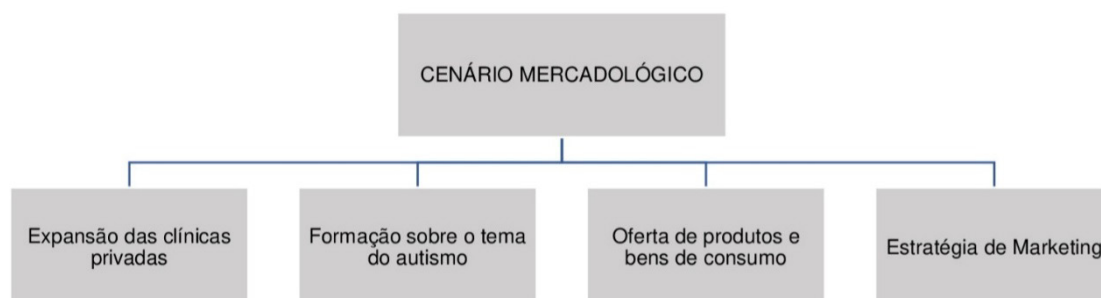 CENÁRIO MERCADOLÓGICO
Expansão das clínicas
privadas
Formação sobre o tema
do autismo
Oferta de produtos e
bens de consumo
Estratégia de Marketing